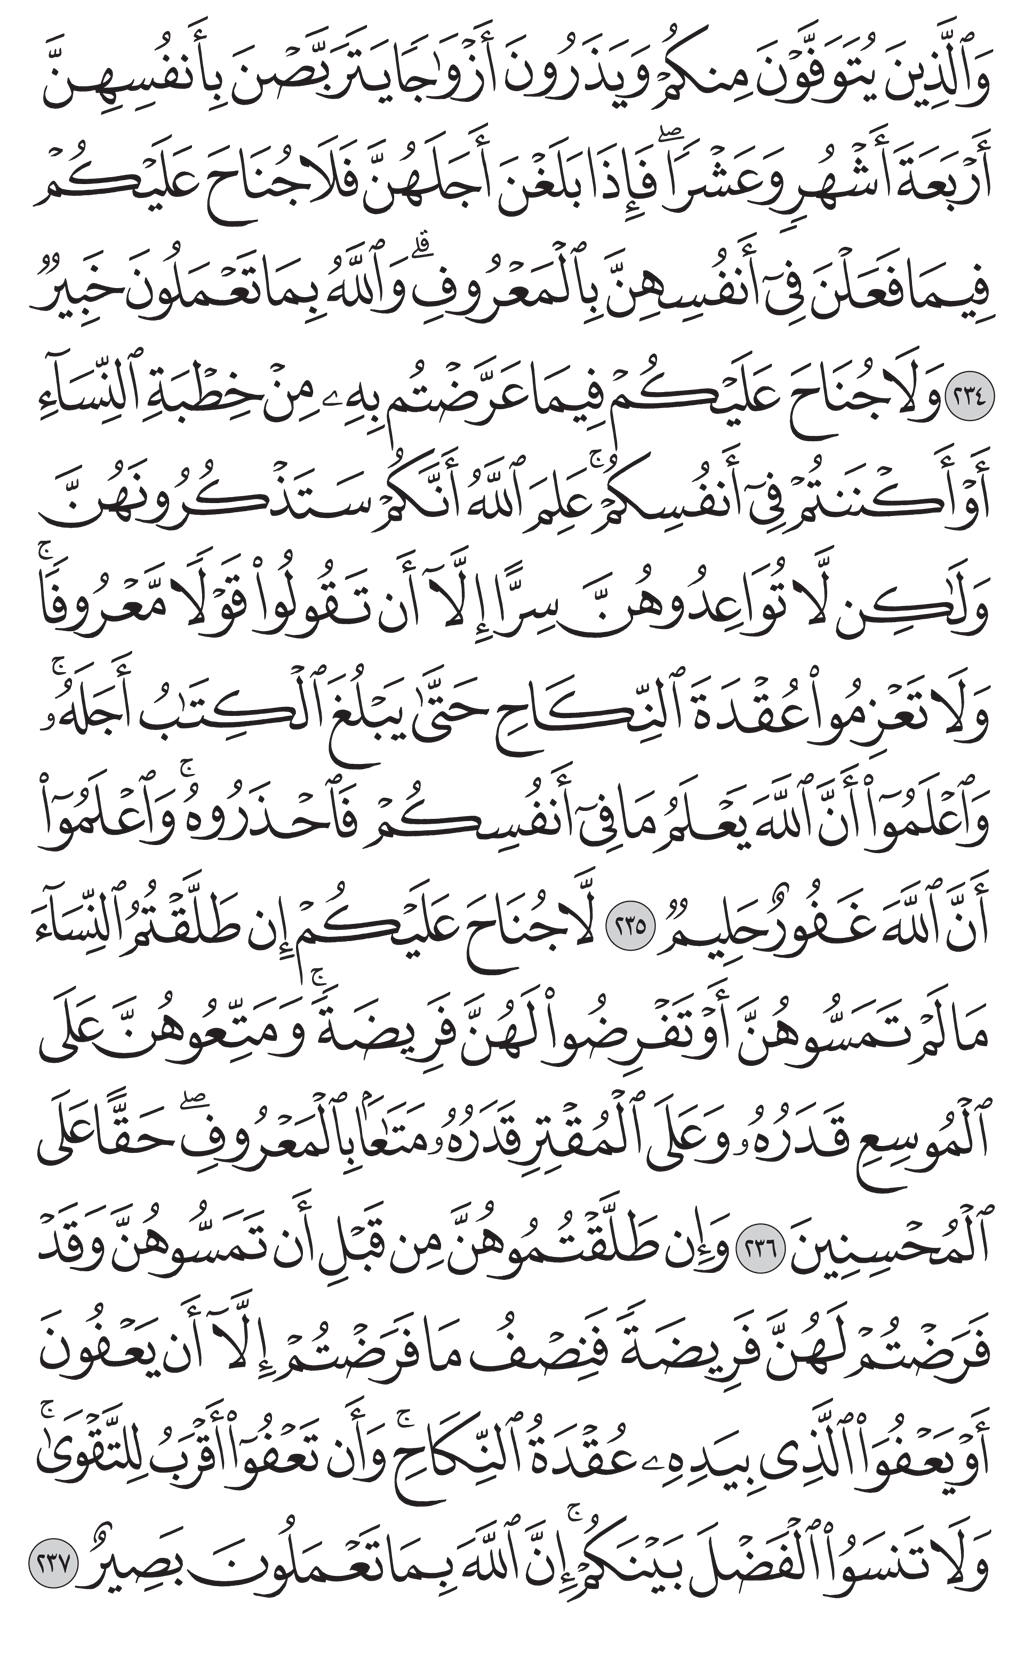 وَٱلَّذِينَ يُتَوَفَّوۡنَ مِنكُمۡ وَيَذَرُونَ أَزۡوَٰجٗا يَتَرَبَّصۡنَ بِأَنفُسِهِنَّ
أَرۡبَعَةَ أَشۡهُرٖ وَعَشۡرٗاۖ فَإِذَا بَلَغۡنَ أَجَلَهُنَّ فَلَا جُنَاحَ عَلَيۡكُمۡ
فِيمَا فَعَلۡنَ فِيٓ أَنفُسِهِنَّ بِٱلۡمَعۡرُوفِۗ وَٱللَّهُ بِمَا تَعۡمَلُونَ خَبِيرٞ
٢٣٤ وَلَا جُنَاحَ عَلَيۡكُمۡ فِيمَا عَرَّضۡتُم بِهِۦ مِنۡ خِطۡبَةِ ٱلنِّسَآءِ
أَوۡ أَكۡنَنتُمۡ فِيٓ أَنفُسِكُمۡۚ عَلِمَ ٱللَّهُ أَنَّكُمۡ سَتَذۡكُرُونَهُنَّ
وَلَٰكِن لَّا تُوَاعِدُوهُنَّ سِرًّا إِلَّآ أَن تَقُولُواْ قَوۡلٗا مَّعۡرُوفٗاۚ
وَلَا تَعۡزِمُواْ عُقۡدَةَ ٱلنِّكَاحِ حَتَّىٰ يَبۡلُغَ ٱلۡكِتَٰبُ أَجَلَهُۥۚ
وَٱعۡلَمُوٓاْ أَنَّ ٱللَّهَ يَعۡلَمُ مَا فِيٓ أَنفُسِكُمۡ فَٱحۡذَرُوهُۚ وَٱعۡلَمُوٓاْ
أَنَّ ٱللَّهَ غَفُورٌ حَلِيمٞ ٢٣٥ لَّا جُنَاحَ عَلَيۡكُمۡ إِن طَلَّقۡتُمُ ٱلنِّسَآءَ
مَا لَمۡ تَمَسُّوهُنَّ أَوۡ تَفۡرِضُواْ لَهُنَّ فَرِيضَةٗۚ وَمَتِّعُوهُنَّ عَلَى
ٱلۡمُوسِعِ قَدَرُهُۥ وَعَلَى ٱلۡمُقۡتِرِ قَدَرُهُۥ مَتَٰعَۢا بِٱلۡمَعۡرُوفِۖ حَقًّا عَلَى
ٱلۡمُحۡسِنِينَ ٢٣٦ وَإِن طَلَّقۡتُمُوهُنَّ مِن قَبۡلِ أَن تَمَسُّوهُنَّ وَقَدۡ
فَرَضۡتُمۡ لَهُنَّ فَرِيضَةٗ فَنِصۡفُ مَا فَرَضۡتُمۡ إِلَّآ أَن يَعۡفُونَ
أَوۡ يَعۡفُوَاْ ٱلَّذِي بِيَدِهِۦ عُقۡدَةُ ٱلنِّكَاحِۚ وَأَن تَعۡفُوٓاْ أَقۡرَبُ لِلتَّقۡوَىٰۚ
وَلَا تَنسَوُاْ ٱلۡفَضۡلَ بَيۡنَكُمۡۚ إِنَّ ٱللَّهَ بِمَا تَعۡمَلُونَ بَصِيرٌ ٢٣٧